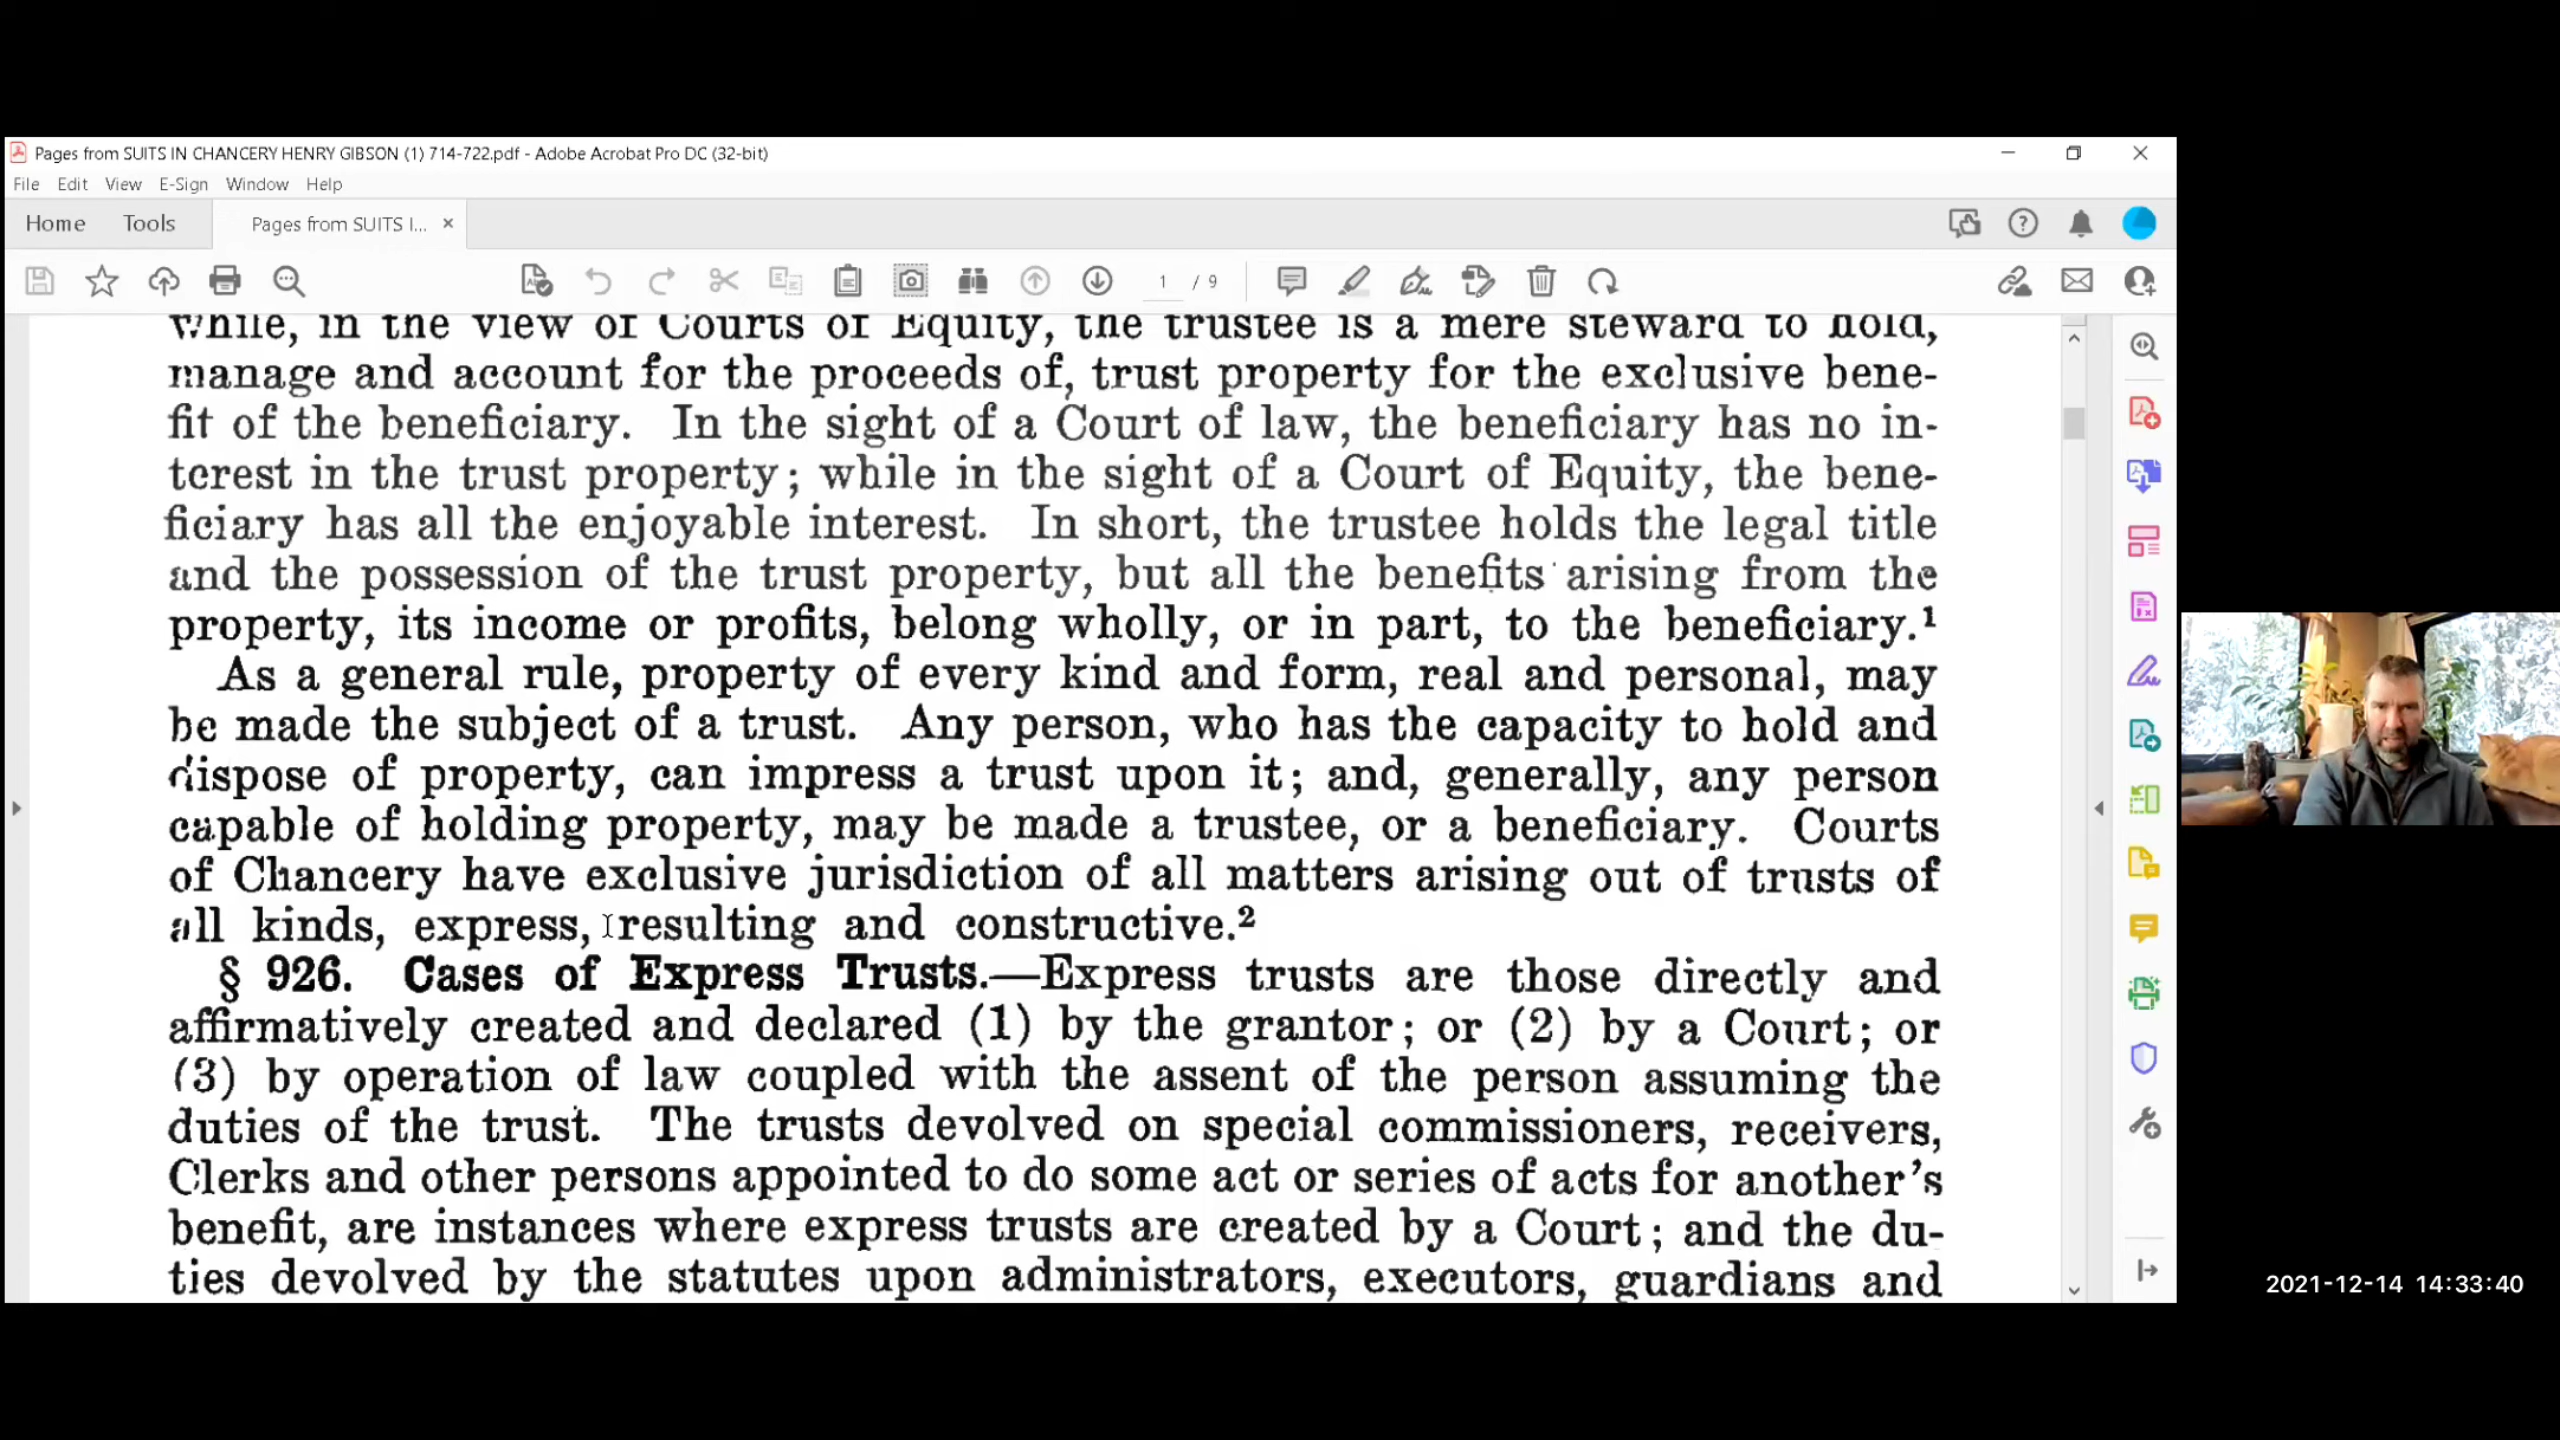 Pages from SUITS IN CHANCERY HENRY GIBSON (1) 714-722.pdf - Adobe Acrobat Pro DC (32-bit)
File Edit View E-Sign Window Help
Home Tools Pages from SUITS I... ×
1 / 9
while, in the view of Courts of Equity, the trustee is a mere steward to hold,
manage and account for the proceeds of, trust property for the exclusive bene-
fit of the beneficiary. In the sight of a Court of law, the beneficiary has no in-
terest in the trust property; while in the sight of a Court of Equity, the bene-
ficiary has all the enjoyable interest. In short, the trustee holds the legal title
and the possession of the trust property, but all the benefits arising from the
property, its income or profits, belong wholly, or in part, to the beneficiary.¹
As a general rule, property of every kind and form, real and personal, may
be made the subject of a trust. Any person, who has the capacity to hold and
dispose of property, can impress a trust upon it; and, generally, any person
capable of holding property, may be made a trustee, or a beneficiary. Courts
of Chancery have exclusive jurisdiction of all matters arising out of trusts of
all kinds, express, resulting and constructive.²
§ 926. Cases of Express Trusts.—Express trusts are those directly and
affirmatively created and declared (1) by the grantor; or (2) by a Court; or
(3) by operation of law coupled with the assent of the person assuming the
duties of the trust. The trusts devolved on special commissioners, receivers,
Clerks and other persons appointed to do some act or series of acts for another's
benefit, are instances where express trusts are created by a Court; and the du-
ties devolved by the statutes upon administrators, executors, guardians and
2021-12-14 14:33:40